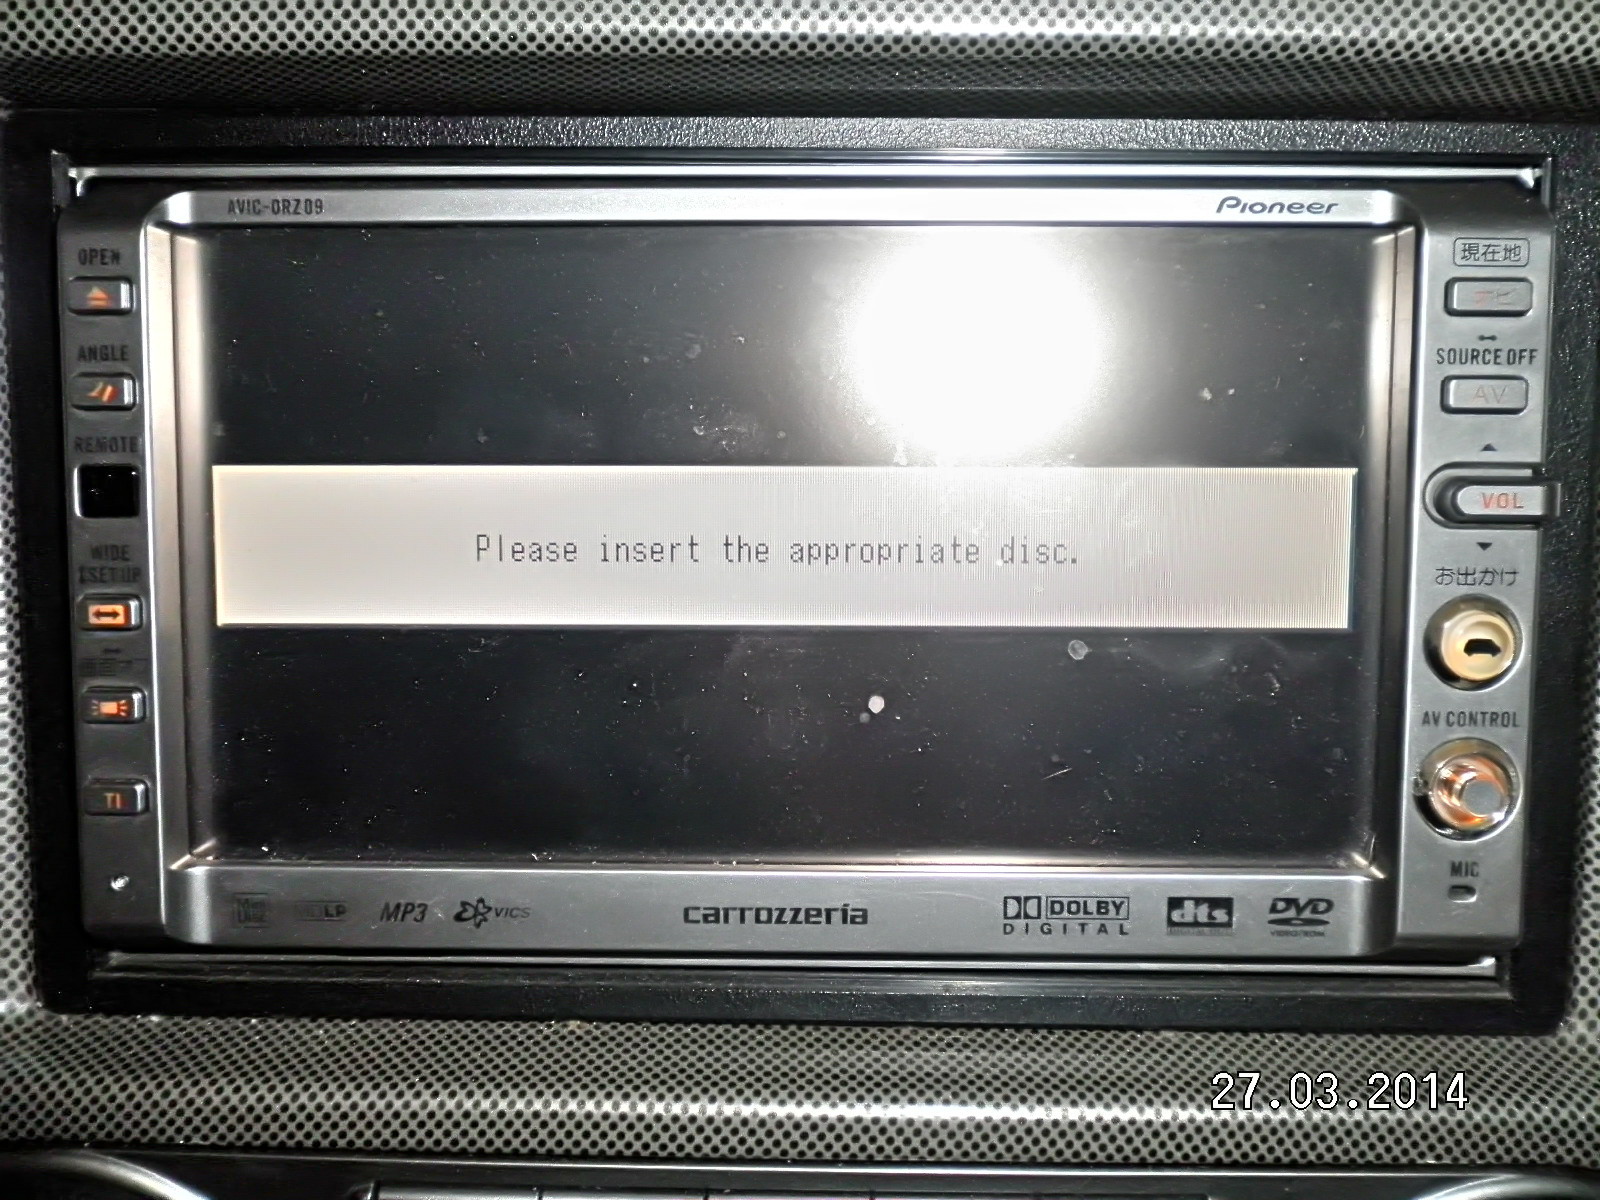 AVIC-DRZ09
Pioneer
OPEN
現在地
ナビ
ANGLE
SOURCE OFF
AV
REMOTE
VOL
Please insert the appropriate disc.
WIDE
SETUP
お出かけ
AV CONTROL
TI
MIC
MP3
VICS
carrozzeria
DOLBY
DIGITAL
dts
DVD
27.03.2014